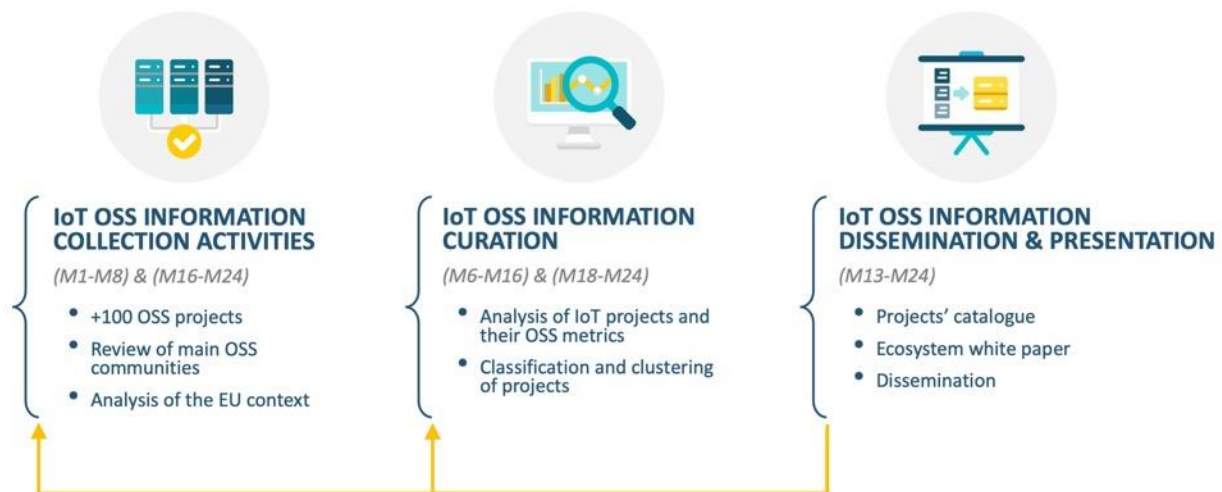 IoT OSS INFORMATION
COLLECTION ACTIVITIES
(M1-M8) & (M16-M24)
• +100 OSS projects
• Review of main OSS
communities
• Analysis of the EU context
IoT OSS INFORMATION
CURATION
(M6-M16) & (M18-M24)
• Analysis of IoT projects and
their OSS metrics
• Classification and clustering
of projects
IoT OSS INFORMATION
DISSEMINATION & PRESENTATION
(M13-M24)
• Projects’ catalogue
• Ecosystem white paper
• Dissemination